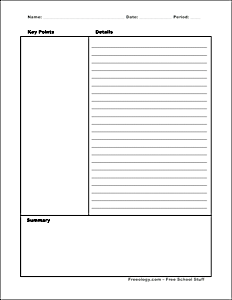 Name: Date: Period:
Key Points Details
Summary
Freeology.com - Free School Stuff